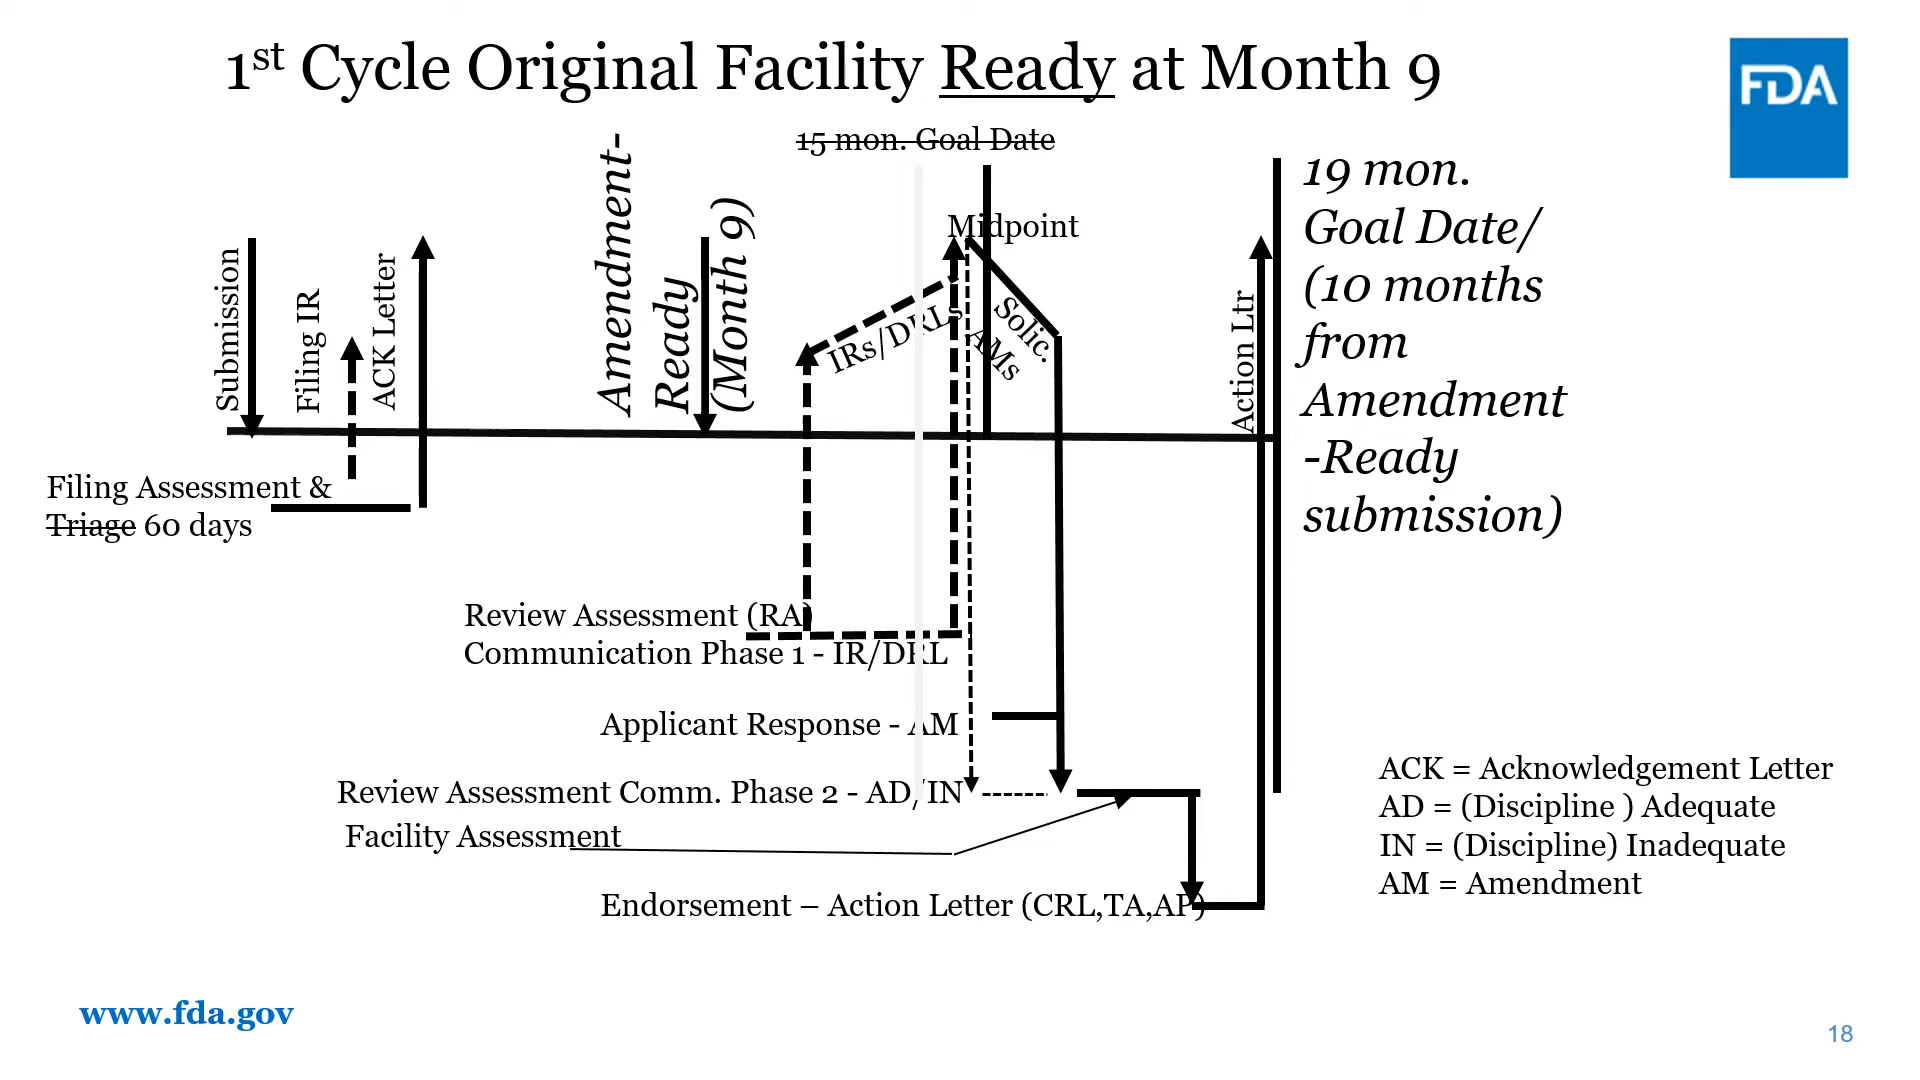 1st Cycle Original Facility Ready at Month 9
FDA
15 mon. Goal Date
Submission
Filing IR
ACK Letter
Amendment-
Ready
(Month 9)
Midpoint
IRs/DRLs
Solic.
AMs
Action Ltr
19 mon.
Goal Date/
(10 months
from
Amendment
-Ready
submission)
Filing Assessment &
Triage 60 days
Review Assessment (RA)
Communication Phase 1 - IR/DRL
Applicant Response - AM
Review Assessment Comm. Phase 2 - AD/IN
Facility Assessment
Endorsement – Action Letter (CRL,TA,AP)
ACK = Acknowledgement Letter
AD = (Discipline ) Adequate
IN = (Discipline) Inadequate
AM = Amendment
www.fda.gov
18